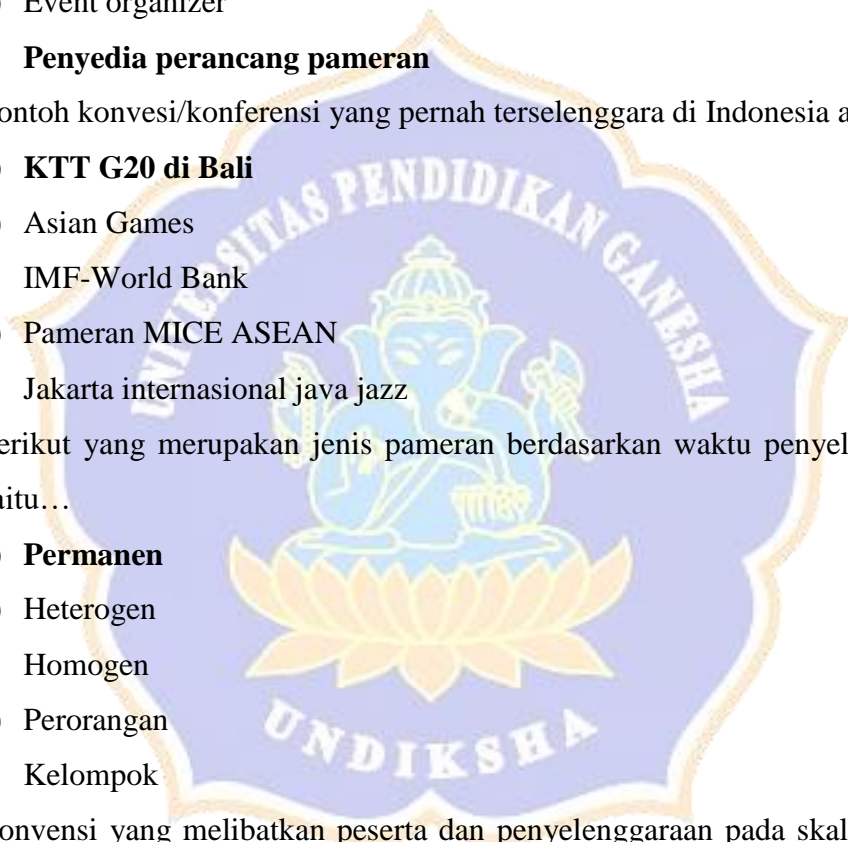 ) Event organizer
Penyedia perancang pameran
ontoh konvesi/konferensi yang pernah terselenggara di Indonesia a
) KTT G20 di Bali
) Asian Games
IMF-World Bank
) Pameran MICE ASEAN
Jakarta internasional java jazz
erikut yang merupakan jenis pameran berdasarkan waktu penyel
aitu…
) Permanen
) Heterogen
Homogen
) Perorangan
Kelompok
onvensi yang melibatkan peserta dan penyelenggaraan pada skal
UNIVERSITAS PENDIDIKAN GANESHA
UNDIKSHA